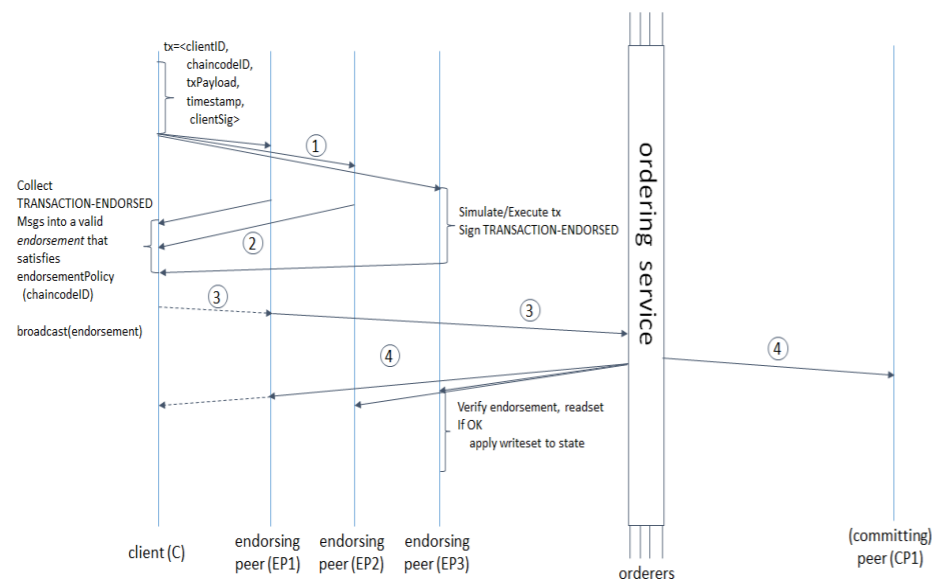 tx=<clientID,
chaincodeID,
txPayload,
timestamp,
clientSig>
1
Collect
TRANSACTION-ENDORSED
Msgs into a valid
endorsement that
satisfies
endorsementPolicy
(chaincodeID)
2
Simulate/Execute tx
Sign TRANSACTION-ENDORSED
ordering service
3
3
broadcast(endorsement)
4
4
Verify endorsement, readset
If OK
apply writeset to state
client (C)
endorsing
peer (EP1)
endorsing
peer (EP2)
endorsing
peer (EP3)
orderers
(committing)
peer (CP1)